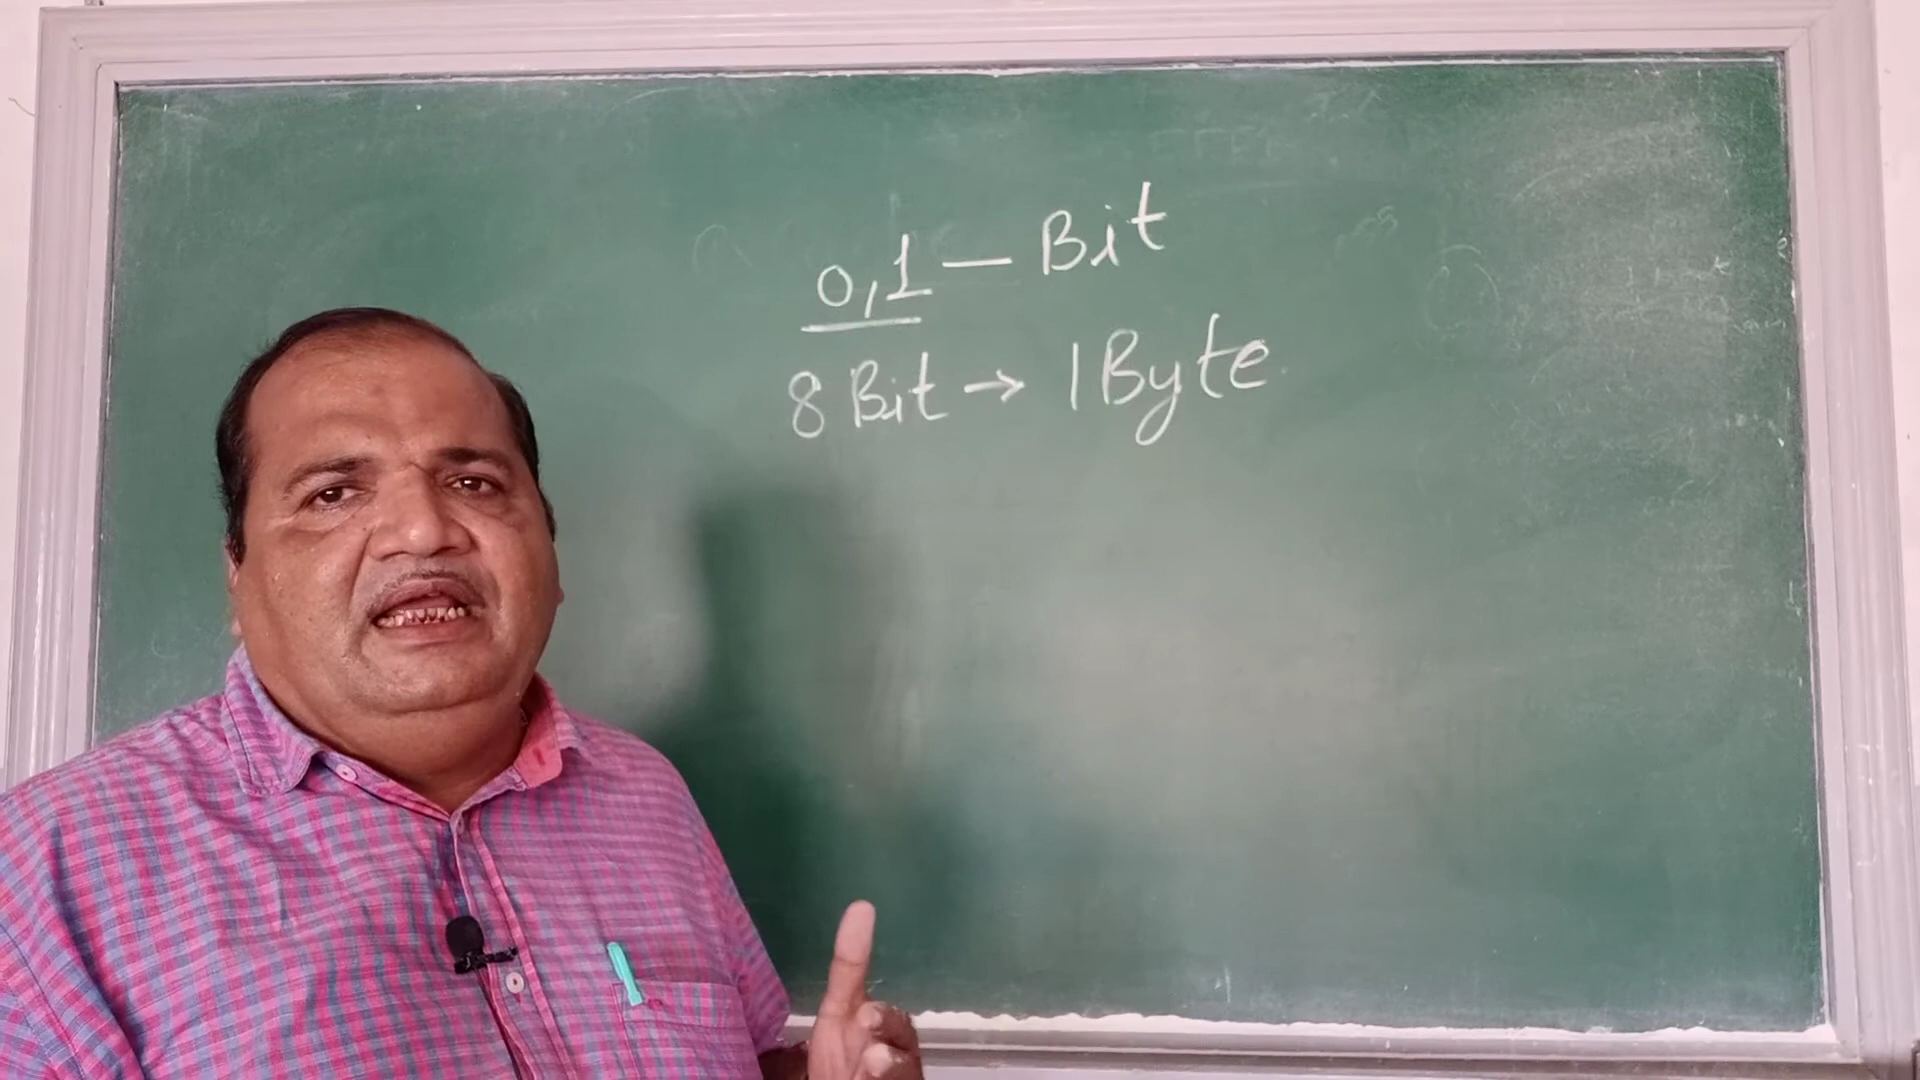 0,1 — Bit
8 Bit → 1 Byte